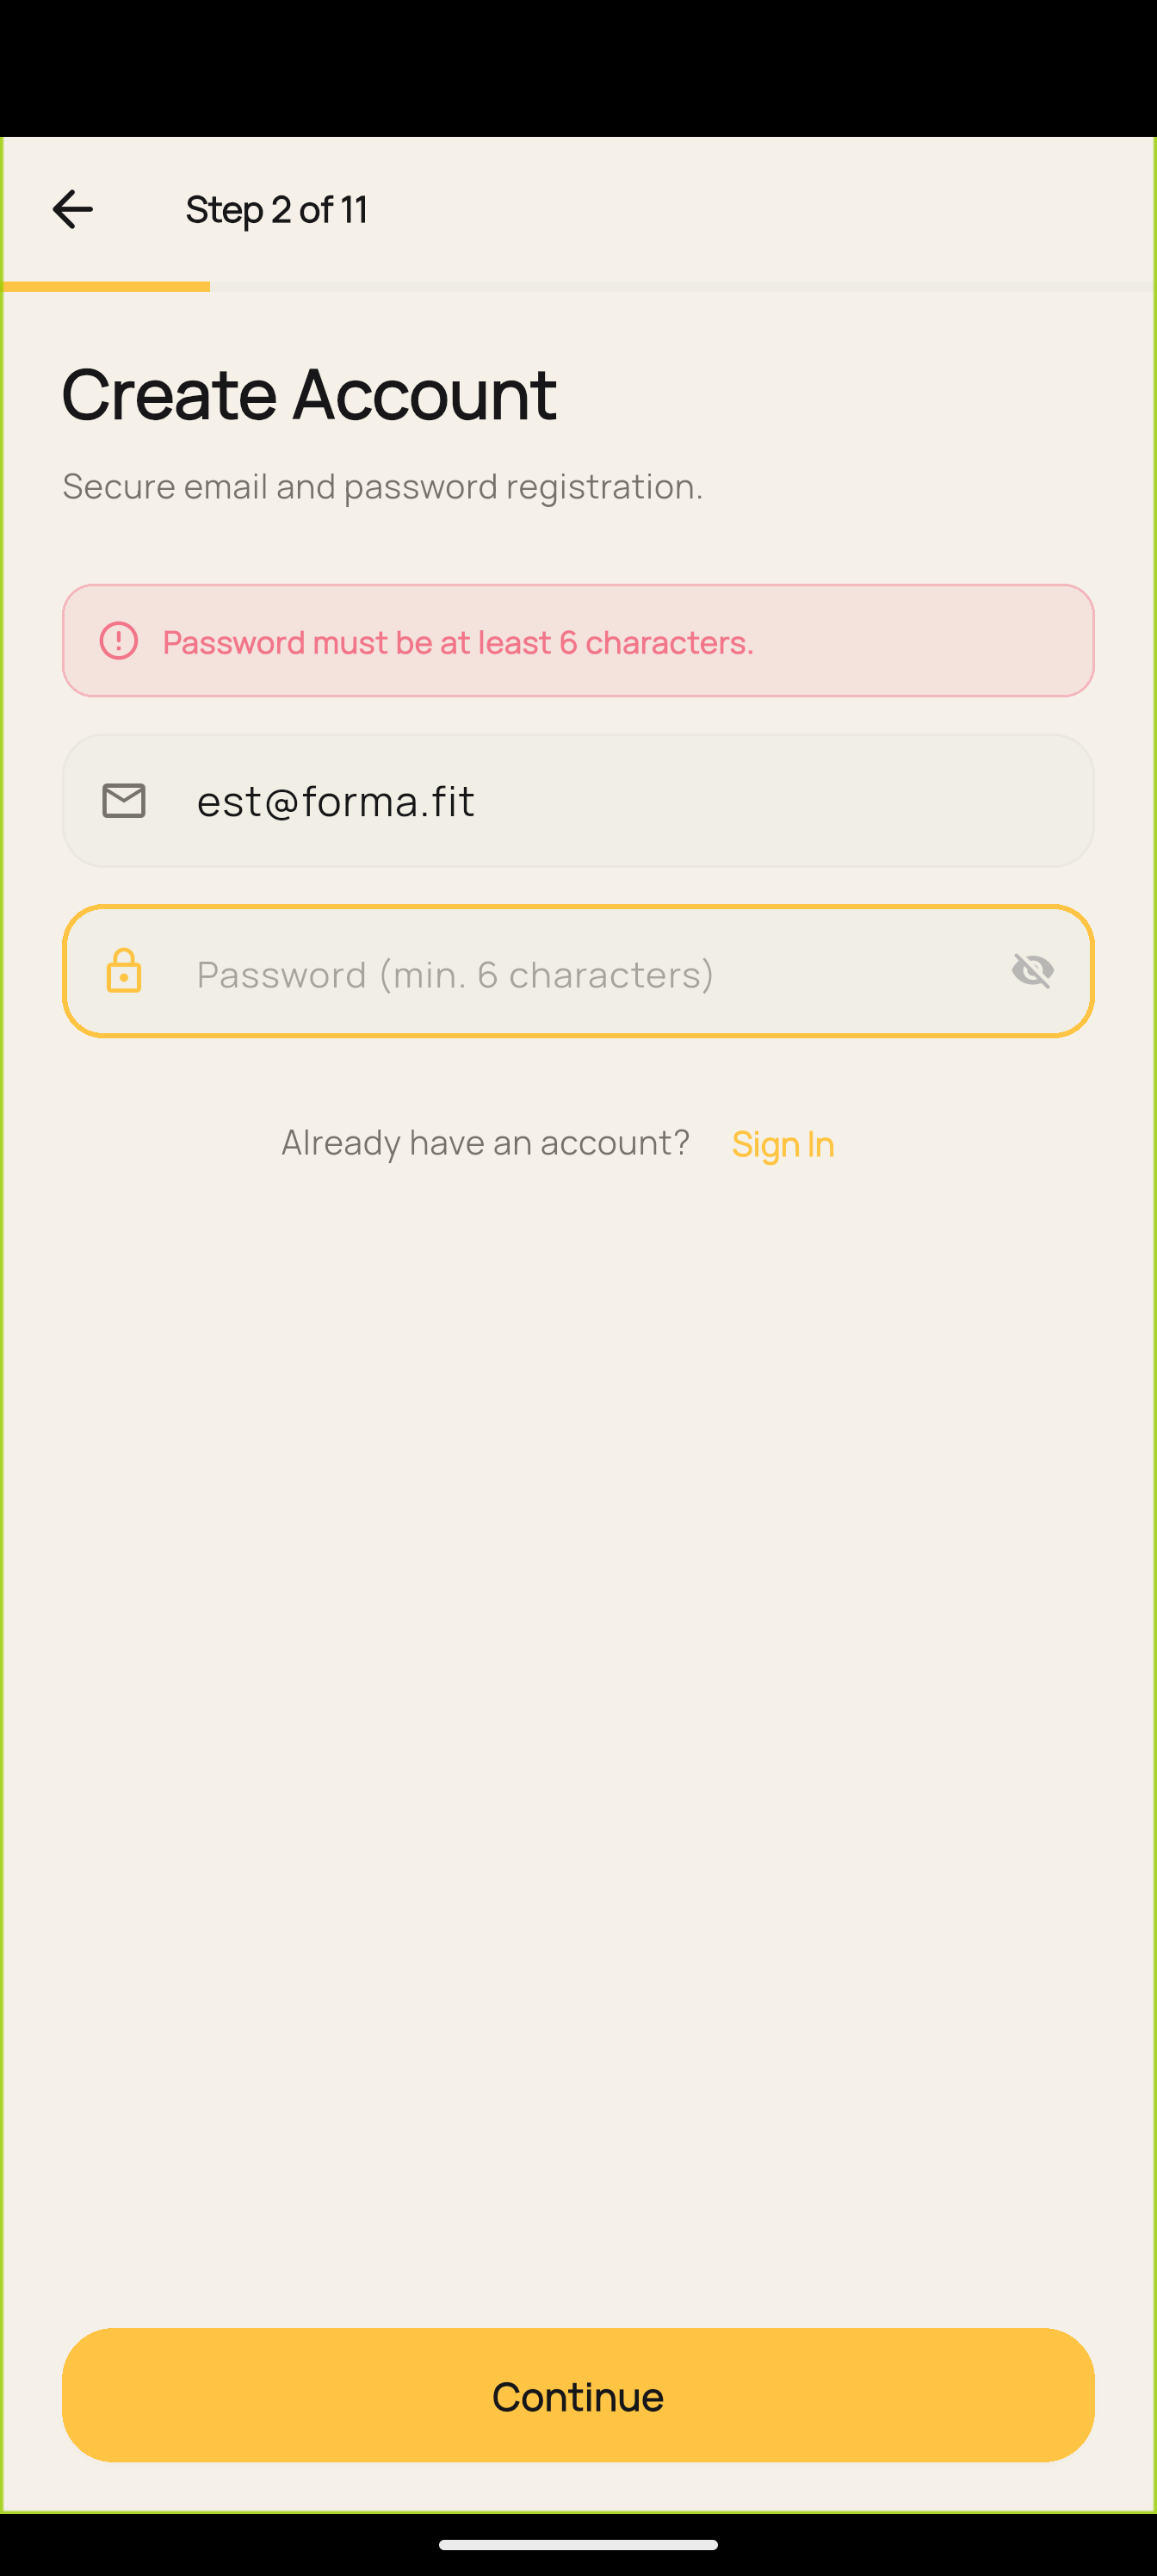 Step 2 of 11
Create Account
Secure email and password registration.
Password must be at least 6 characters.
est@forma.fit
Password (min. 6 characters)
Already have an account? Sign In
Continue